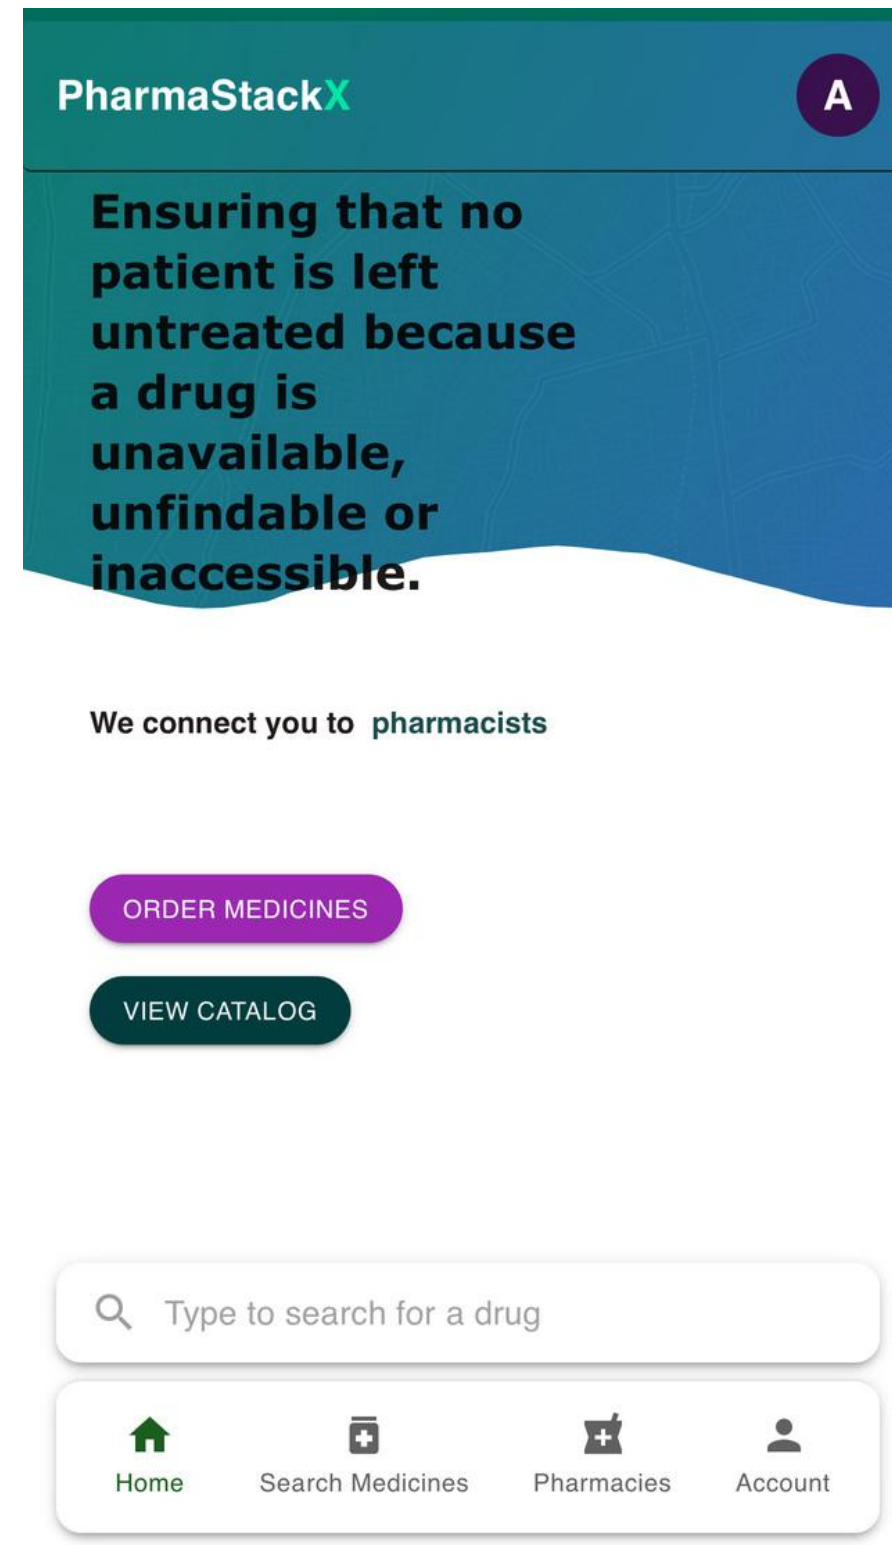 PharmaStackX
A
Ensuring that no
patient is left
untreated because
a drug is
unavailable,
unfindable or
inaccessible.
We connect you to pharmacists
ORDER MEDICINES
VIEW CATALOG
Type to search for a drug
Home
Search Medicines
Pharmacies
Account